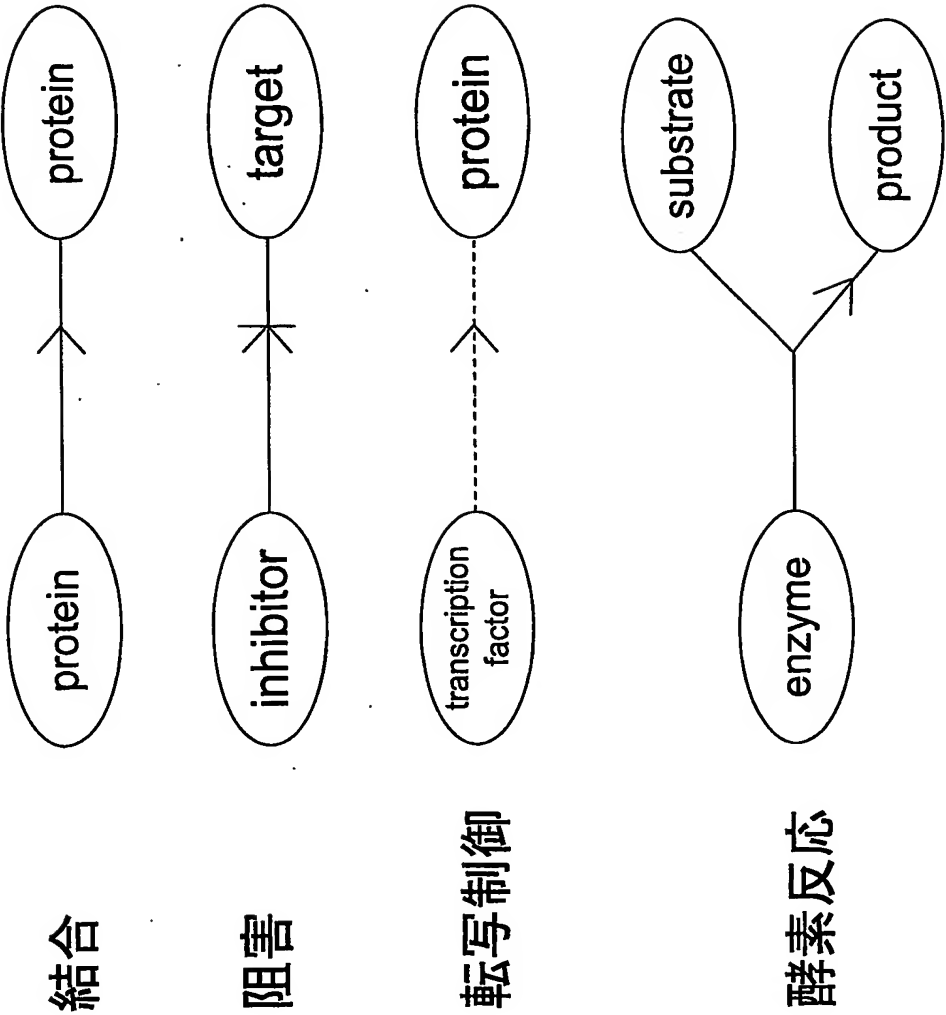 結合
protein
protein
阻害
inhibitor
target
転写制御
transcription
factor
protein
酵素反応
enzyme
substrate
product